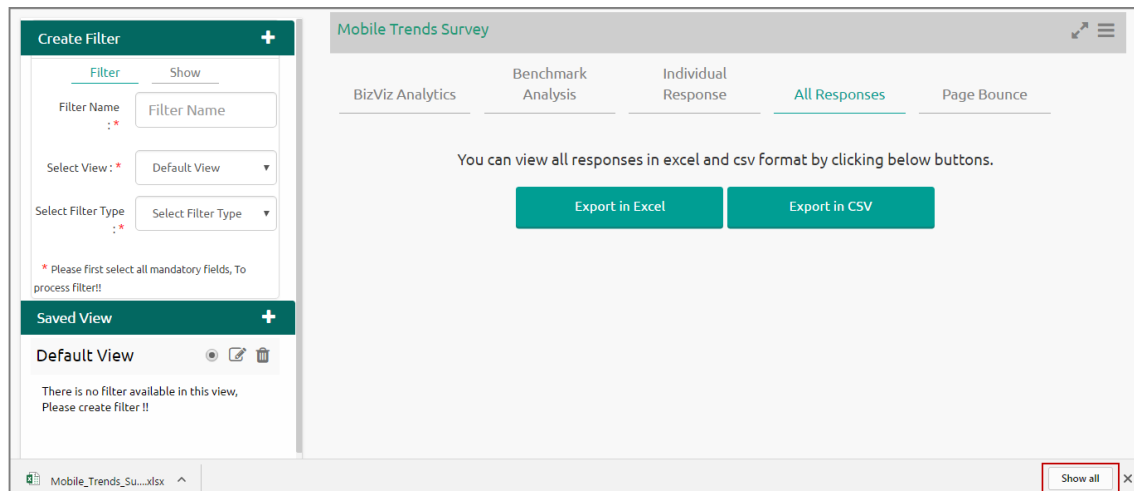 Create Filter
Filter
Show
Filter Name
: *
Filter Name
Select View : *
Default View
Select Filter Type
: *
Select Filter Type
* Please first select all mandatory fields, To
process filter!!
Saved View
Default View
There is no filter available in this view,
Please create filter !!
Mobile Trends Survey
BizViz Analytics
Benchmark
Analysis
Individual
Response
All Responses
Page Bounce
You can view all responses in excel and csv format by clicking below buttons.
Export in Excel
Export in CSV
Mobile_Trends_Su....xlsx
Show all